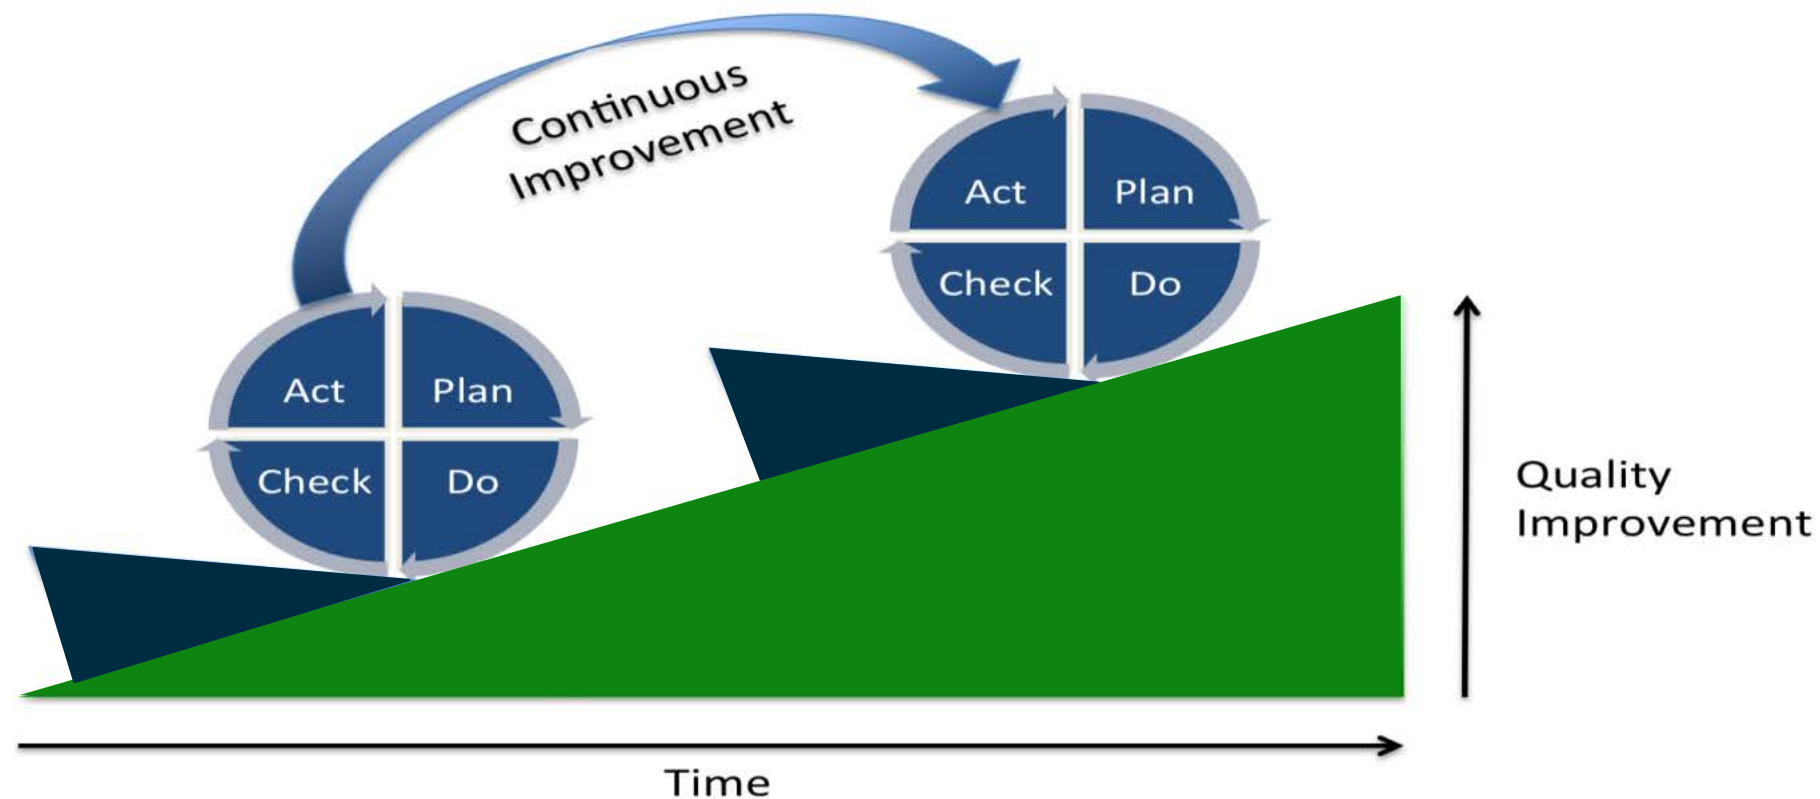 Continuous
Improvement
Act
Plan
Check
Do
Act
Plan
Check
Do
Quality
Improvement
Time